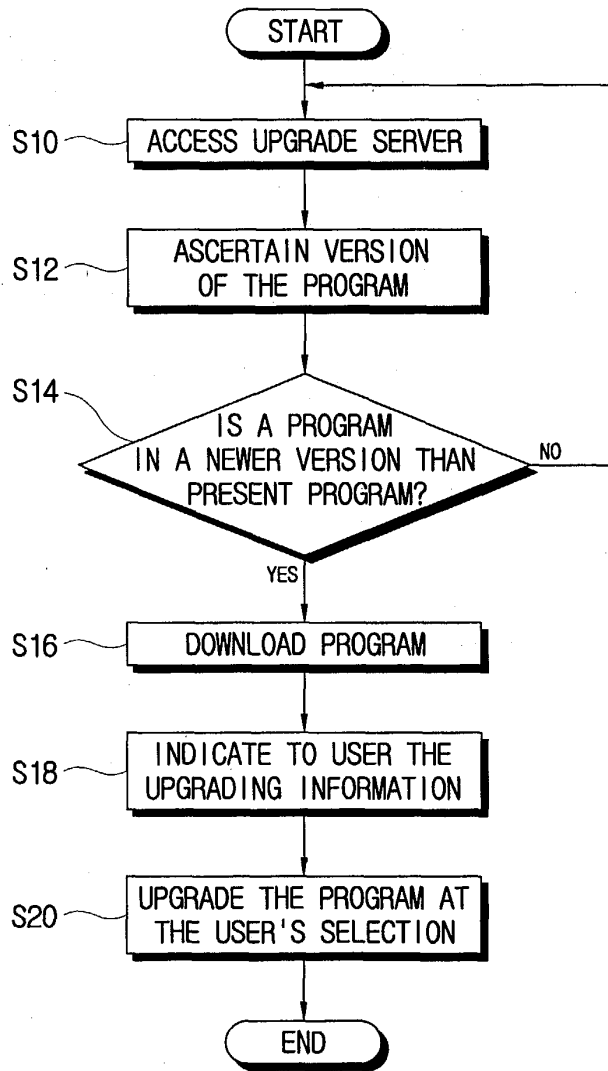 START
S10
ACCESS UPGRADE SERVER
S12
ASCERTAIN VERSION
OF THE PROGRAM
S14
IS A PROGRAM
IN A NEWER VERSION THAN
PRESENT PROGRAM?
NO
YES
S16
DOWNLOAD PROGRAM
S18
INDICATE TO USER THE
UPGRADING INFORMATION
S20
UPGRADE THE PROGRAM AT
THE USER'S SELECTION
END